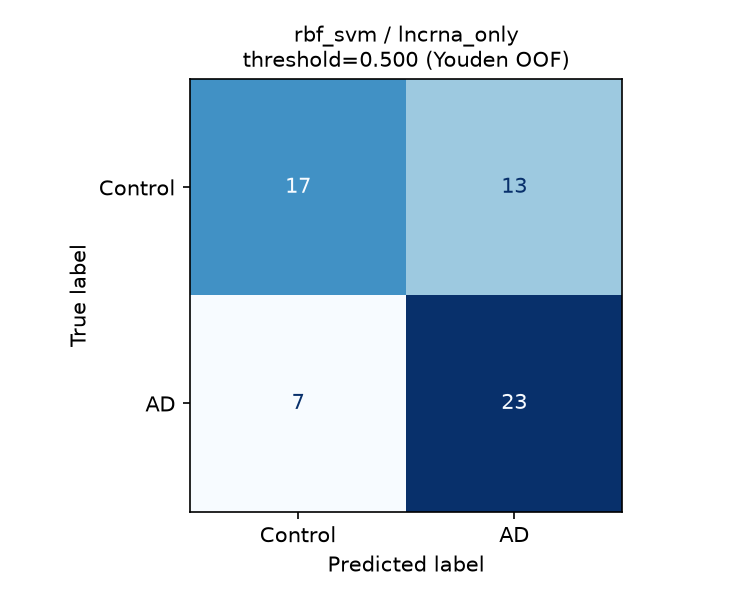 rbf_svm / lncrna_only
threshold=0.500 (Youden OOF)
True label
Control
17
13
AD
7
23
Control
AD
Predicted label